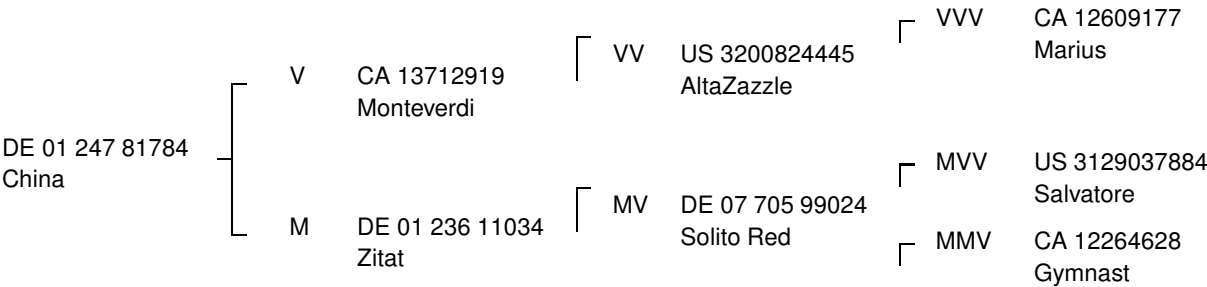 DE 01 247 81784
China
V CA 13712919
Monteverdi
M DE 01 236 11034
Zitat
VV US 3200824445
AltaZazzle
MV DE 07 705 99024
Solito Red
VVV CA 12609177
Marius
MVV US 3129037884
Salvatore
MMV CA 12264628
Gymnast